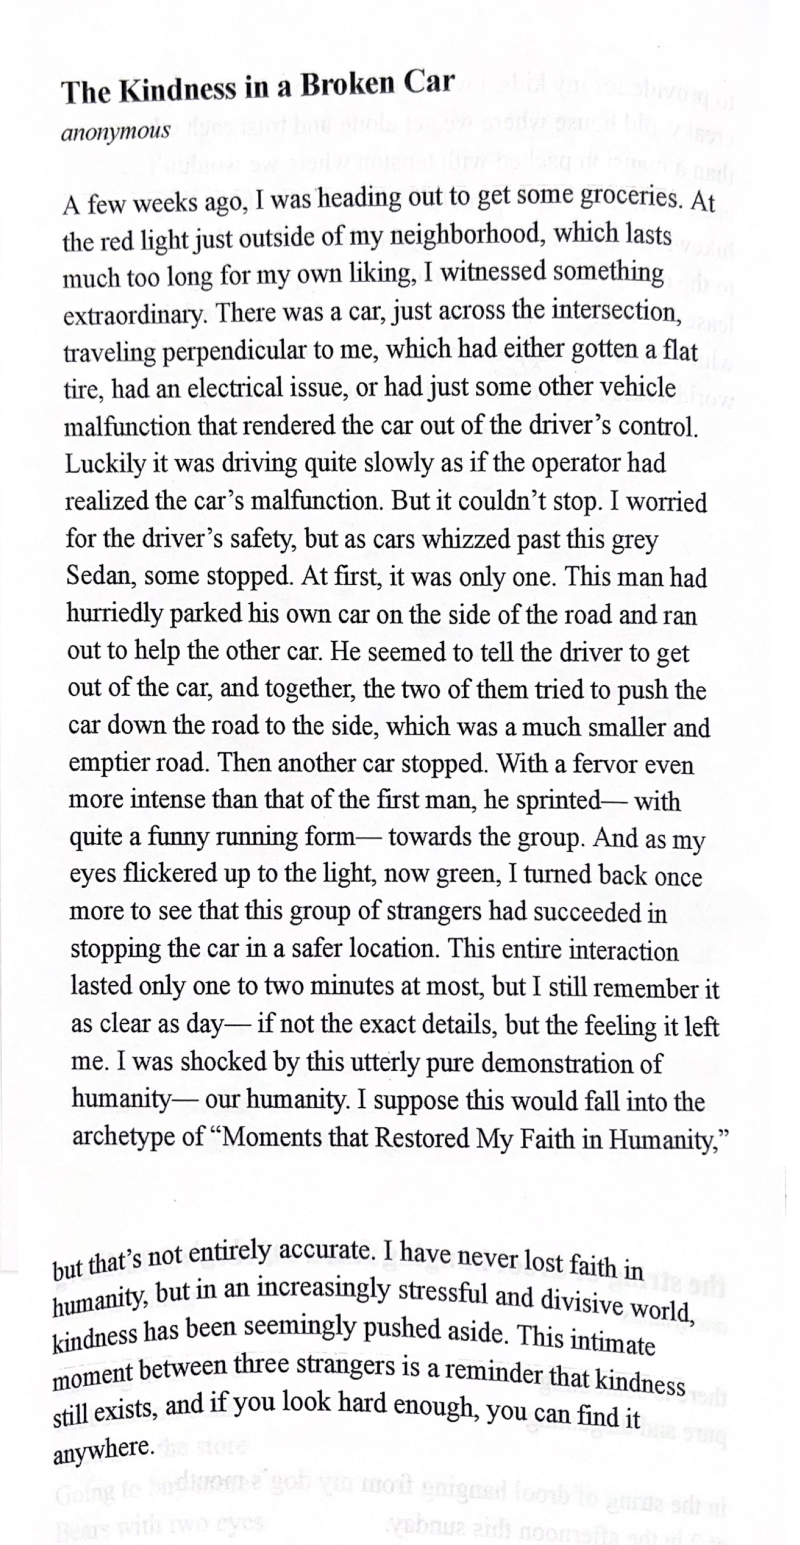 The Kindness in a Broken Car
anonymous
A few weeks ago, I was heading out to get some groceries. At
the red light just outside of my neighborhood, which lasts
much too long for my own liking, I witnessed something
extraordinary. There was a car, just across the intersection,
traveling perpendicular to me, which had either gotten a flat
tire, had an electrical issue, or had just some other vehicle
malfunction that rendered the car out of the driver’s control.
Luckily it was driving quite slowly as if the operator had
realized the car’s malfunction. But it couldn’t stop. I worried
for the driver’s safety, but as cars whizzed past this grey
Sedan, some stopped. At first, it was only one. This man had
hurriedly parked his own car on the side of the road and ran
out to help the other car. He seemed to tell the driver to get
out of the car, and together, the two of them tried to push the
car down the road to the side, which was a much smaller and
emptier road. Then another car stopped. With a fervor even
more intense than that of the first man, he sprinted— with
quite a funny running form— towards the group. And as my
eyes flickered up to the light, now green, I turned back once
more to see that this group of strangers had succeeded in
stopping the car in a safer location. This entire interaction
lasted only one to two minutes at most, but I still remember it
as clear as day— if not the exact details, but the feeling it left
me. I was shocked by this utterly pure demonstration of
humanity— our humanity. I suppose this would fall into the
archetype of “Moments that Restored My Faith in Humanity,”
but that’s not entirely accurate. I have never lost faith in
humanity, but in an increasingly stressful and divisive world,
kindness has been seemingly pushed aside. This intimate
moment between three strangers is a reminder that kindness
still exists, and if you look hard enough, you can find it
anywhere.